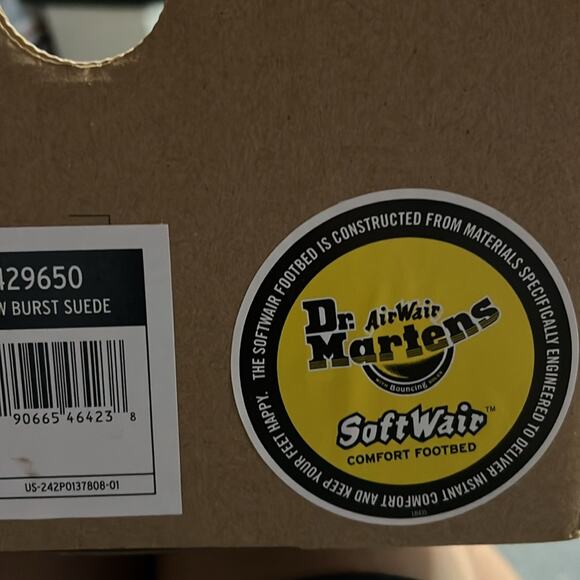 429650
W BURST SUEDE
90665 46423 8
US-242P0137808-01
THE SOFTWAIR FOOTBED IS CONSTRUCTED FROM MATERIALS SPECIFICALLY ENGINEERED TO DELIVER INSTANT COMFORT AND KEEP YOUR FEET HAPPY.
Dr. AirWair
Martens
WITH Bouncing SOLES
SoftWair™
COMFORT FOOTBED